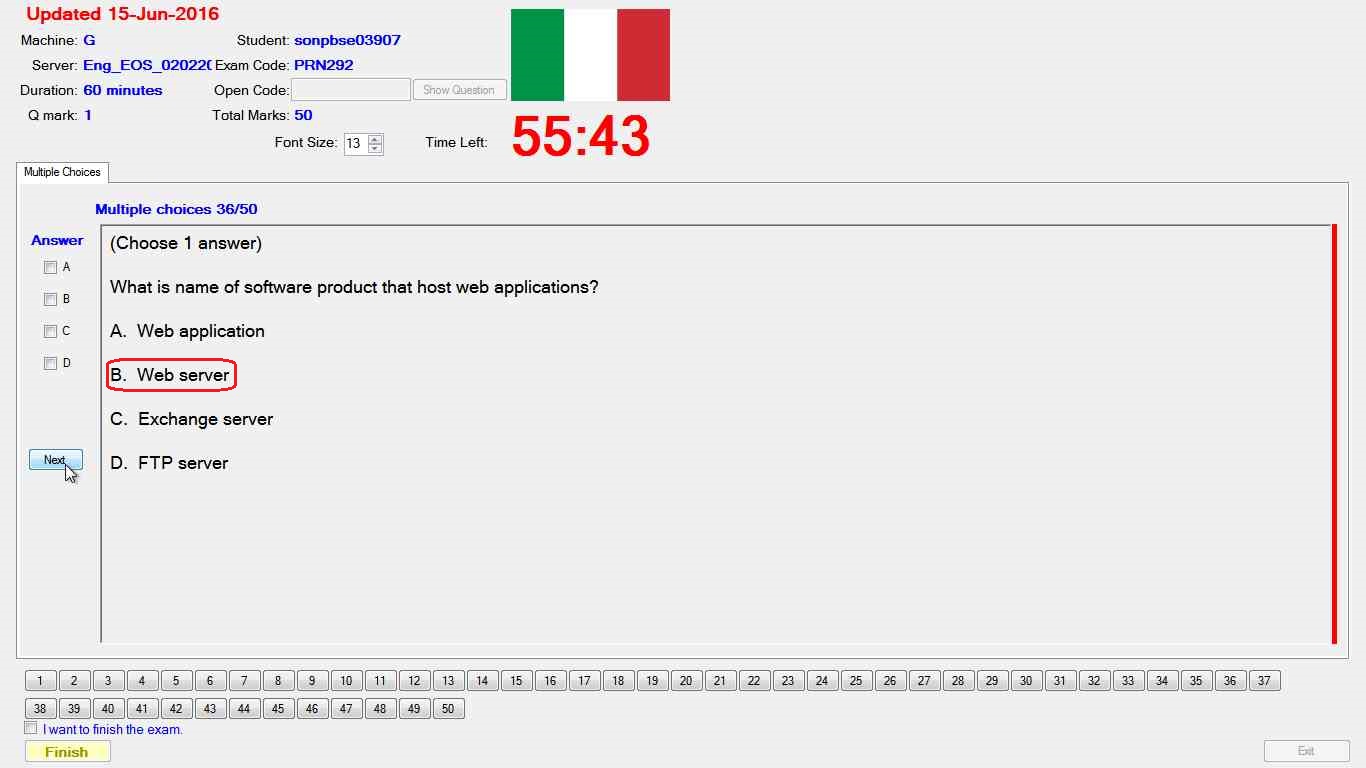 Updated 15-Jun-2016
Machine: G Student: sonpbse03907
Server: Eng_EOS_020220 Exam Code: PRN292
Duration: 60 minutes Open Code: Show Question
Q mark: 1 Total Marks: 50
Font Size: 13 Time Left: 55:43
Multiple Choices
Multiple choices 36/50
Answer
A
B
C
D
Next
(Choose 1 answer)
What is name of software product that host web applications?
A. Web application
B. Web server
C. Exchange server
D. FTP server
1 2 3 4 5 6 7 8 9 10 11 12 13 14 15 16 17 18 19 20 21 22 23 24 25 26 27 28 29 30 31 32 33 34 35 36 37
38 39 40 41 42 43 44 45 46 47 48 49 50
I want to finish the exam.
Finish Exit